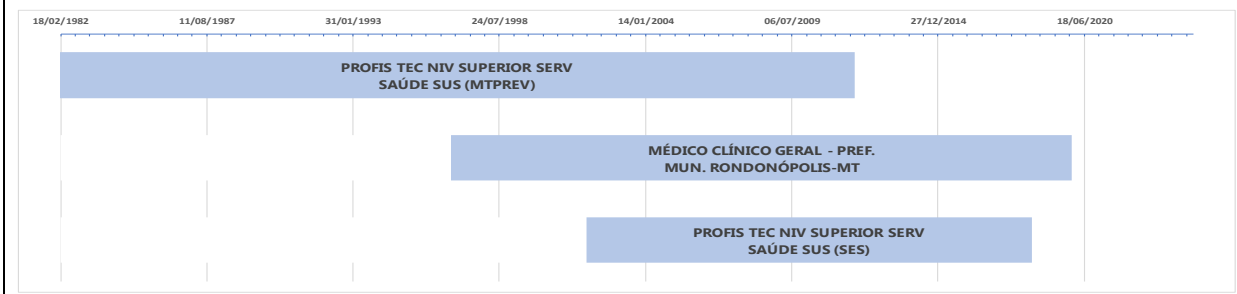 18/02/1982 11/08/1987 31/01/1993 24/07/1998 14/01/2004 06/07/2009 27/12/2014 18/06/2020
PROFIS TEC NIV SUPERIOR SERV
SAÚDE SUS (MTPREV)
MÉDICO CLÍNICO GERAL - PREF.
MUN. RONDONÓPOLIS-MT
PROFIS TEC NIV SUPERIOR SERV
SAÚDE SUS (SES)